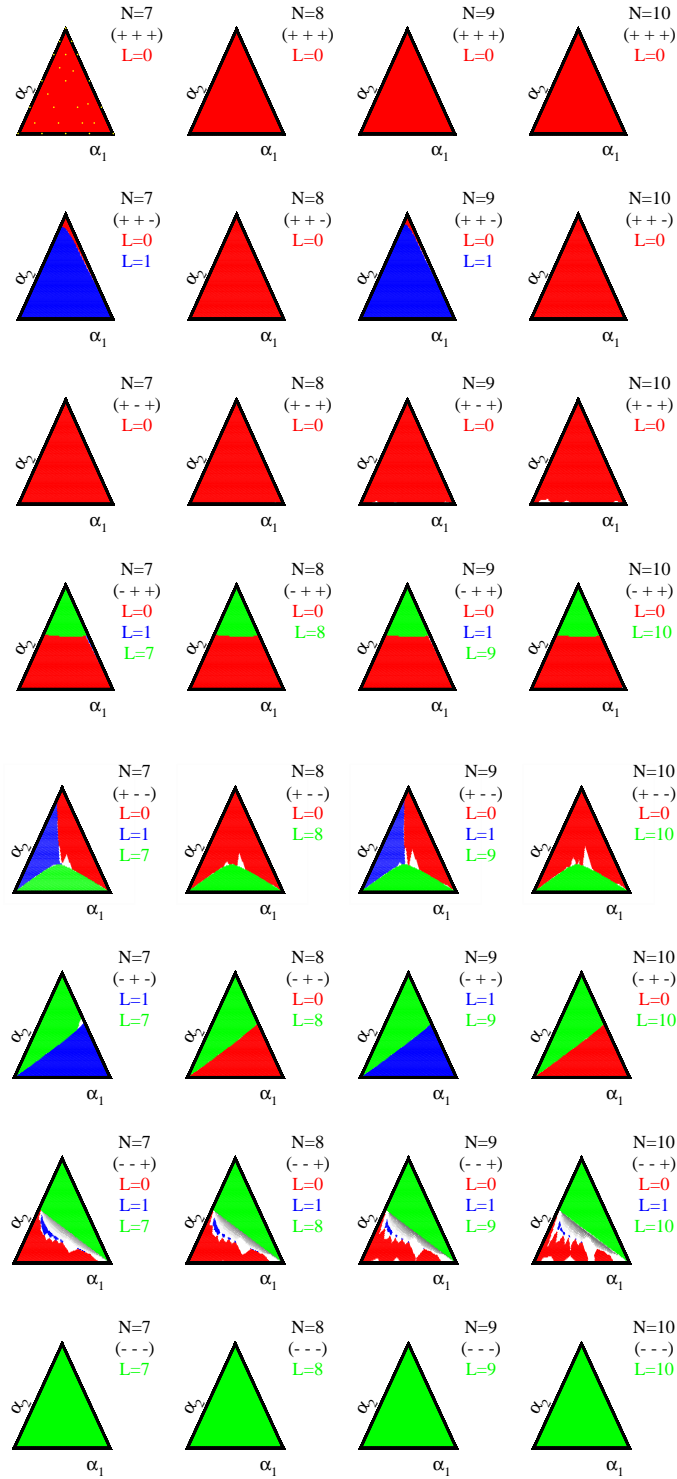 N=7 N=8 N=9 N=10
(+ + +) (+ + +) (+ + +) (+ + +)
L=0 L=0 L=0 L=0
α2 α2 α2 α2
α1 α1 α1 α1
N=7 N=8 N=9 N=10
(+ + -) (+ + -) (+ + -) (+ + -)
L=0 L=0 L=0 L=0
L=1 L=1
α2 α2 α2 α2
α1 α1 α1 α1
N=7 N=8 N=9 N=10
(+ - +) (+ - +) (+ - +) (+ - +)
L=0 L=0 L=0 L=0
α2 α2 α2 α2
α1 α1 α1 α1
N=7 N=8 N=9 N=10
(- + +) (- + +) (- + +) (- + +)
L=0 L=0 L=0 L=0
L=1 L=8 L=1 L=10
L=7 L=9
α2 α2 α2 α2
α1 α1 α1 α1
N=7 N=8 N=9 N=10
(+ - -) (+ - -) (+ - -) (+ - -)
L=0 L=0 L=0 L=0
L=1 L=8 L=1 L=10
L=7 L=9
α2 α2 α2 α2
α1 α1 α1 α1
N=7 N=8 N=9 N=10
(- + -) (- + -) (- + -) (- + -)
L=1 L=0 L=1 L=0
L=7 L=8 L=9 L=10
α2 α2 α2 α2
α1 α1 α1 α1
N=7 N=8 N=9 N=10
(- - +) (- - +) (- - +) (- - +)
L=0 L=0 L=0 L=0
L=1 L=1 L=1 L=1
L=7 L=8 L=9 L=10
α2 α2 α2 α2
α1 α1 α1 α1
N=7 N=8 N=9 N=10
(- - -) (- - -) (- - -) (- - -)
L=7 L=8 L=9 L=10
α2 α2 α2 α2
α1 α1 α1 α1